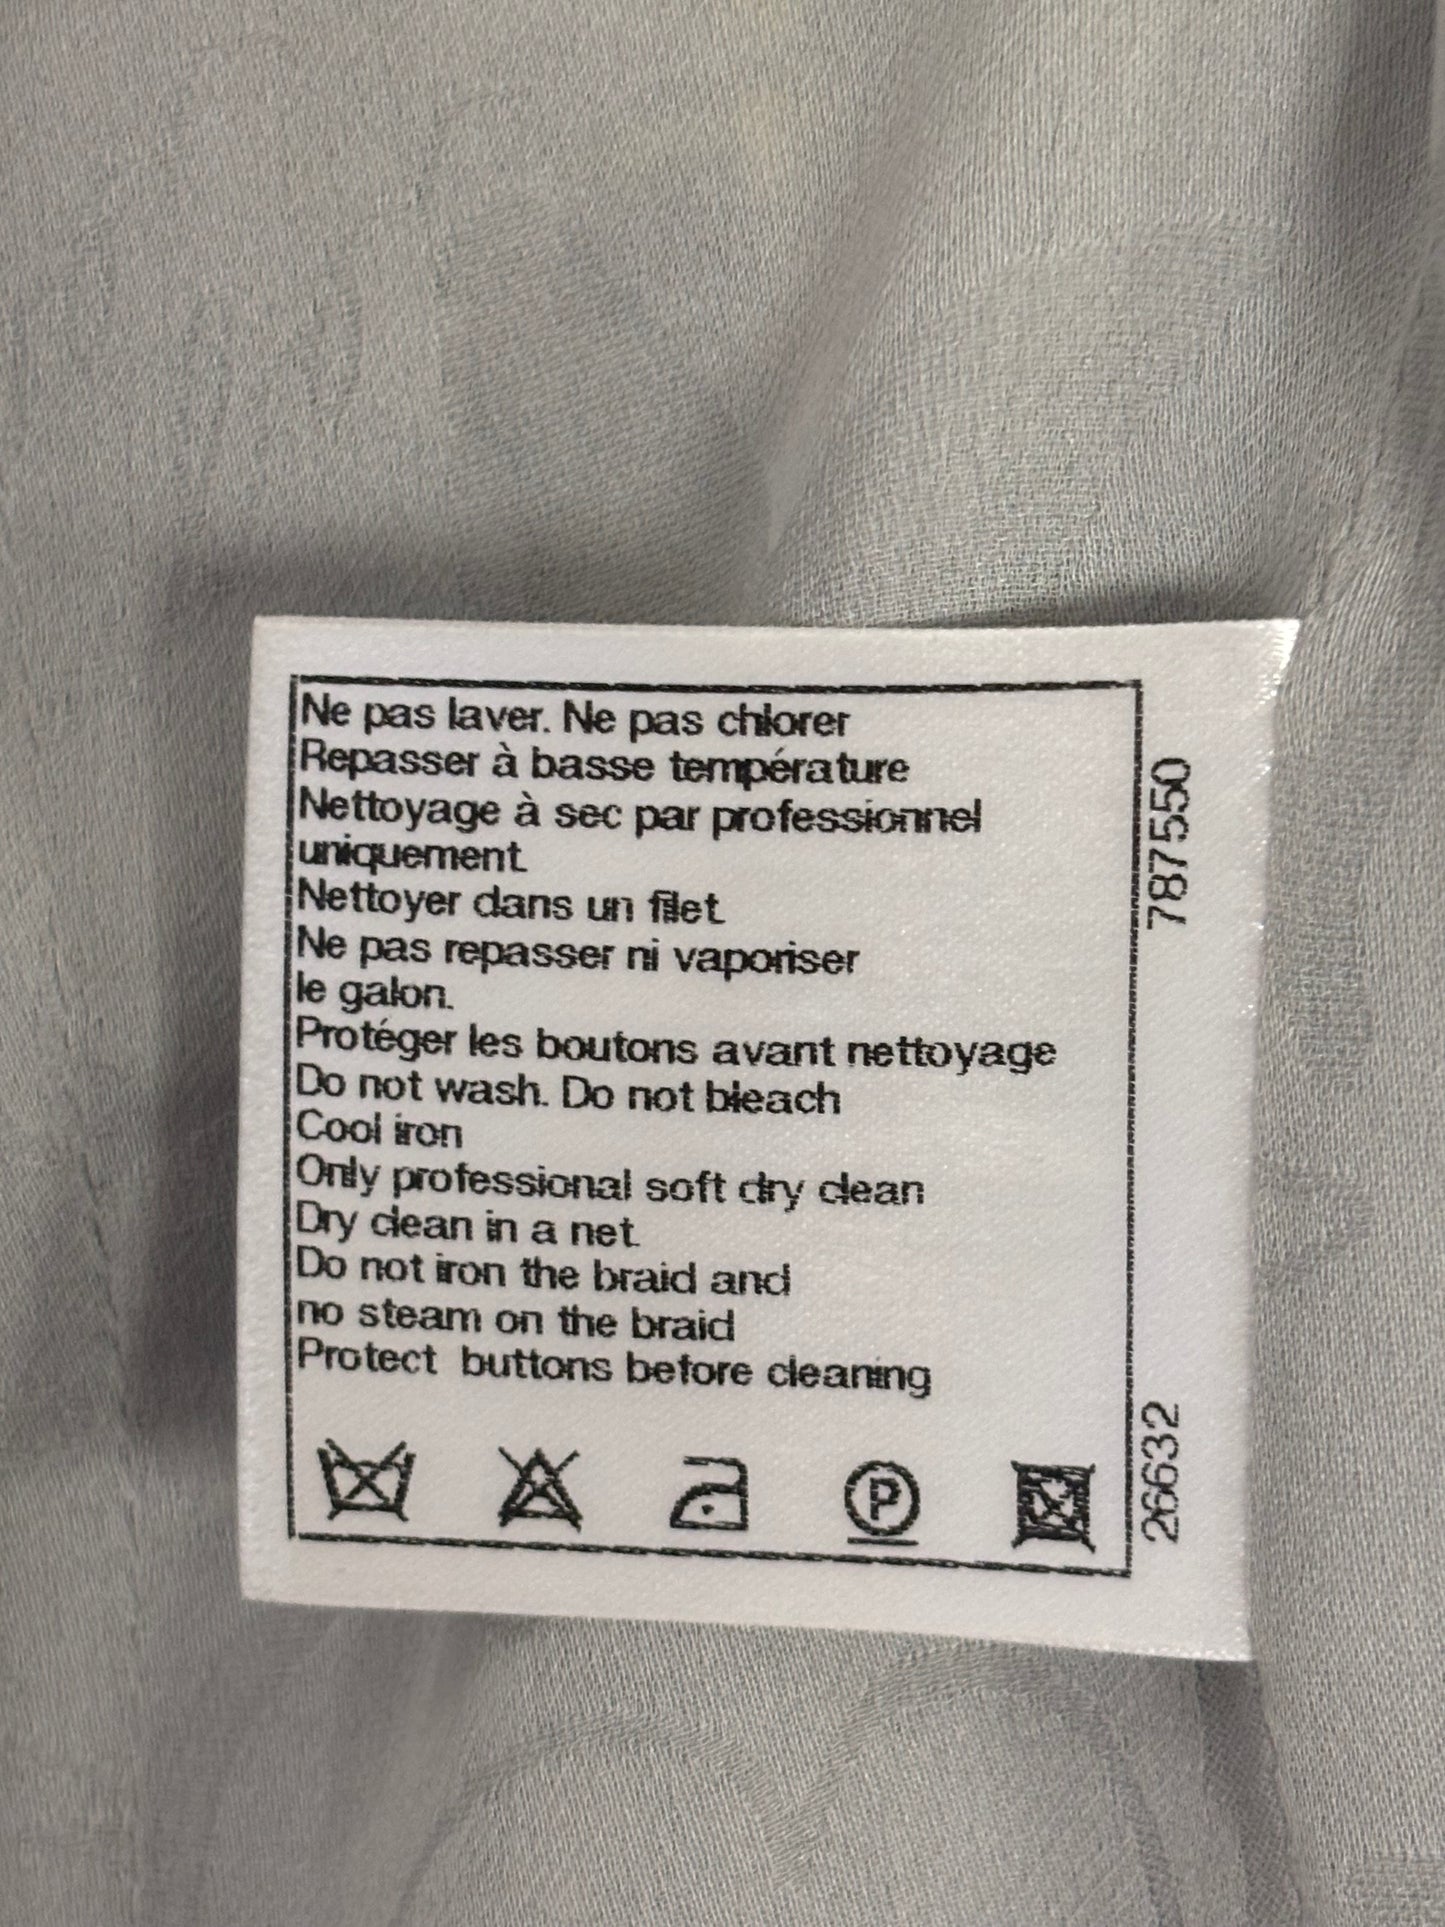 Ne pas laver. Ne pas chlorer
Repasser à basse température
Nettoyage à sec par professionnel
uniquement.
Nettoyer dans un filet.
Ne pas repasser ni vaporiser
le galon.
Protéger les boutons avant nettoyage
Do not wash. Do not bleach
Cool iron
Only professional soft dry clean
Dry clean in a net.
Do not iron the braid and
no steam on the braid
Protect buttons before cleaning
P
787550
26632